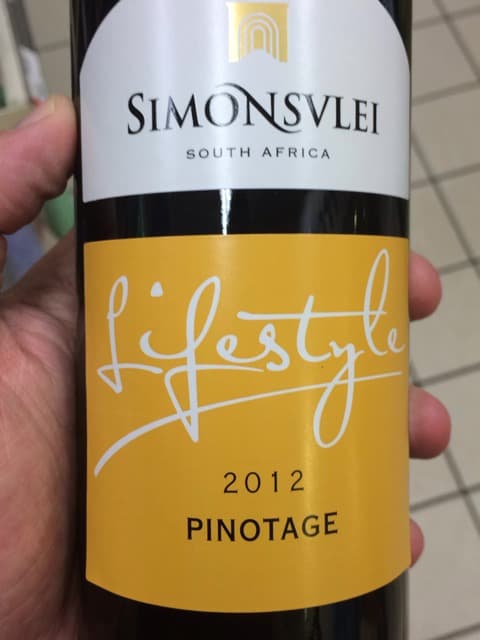 SIMONSVLEI
SOUTH AFRICA
Lifestyle
2012
PINOTAGE